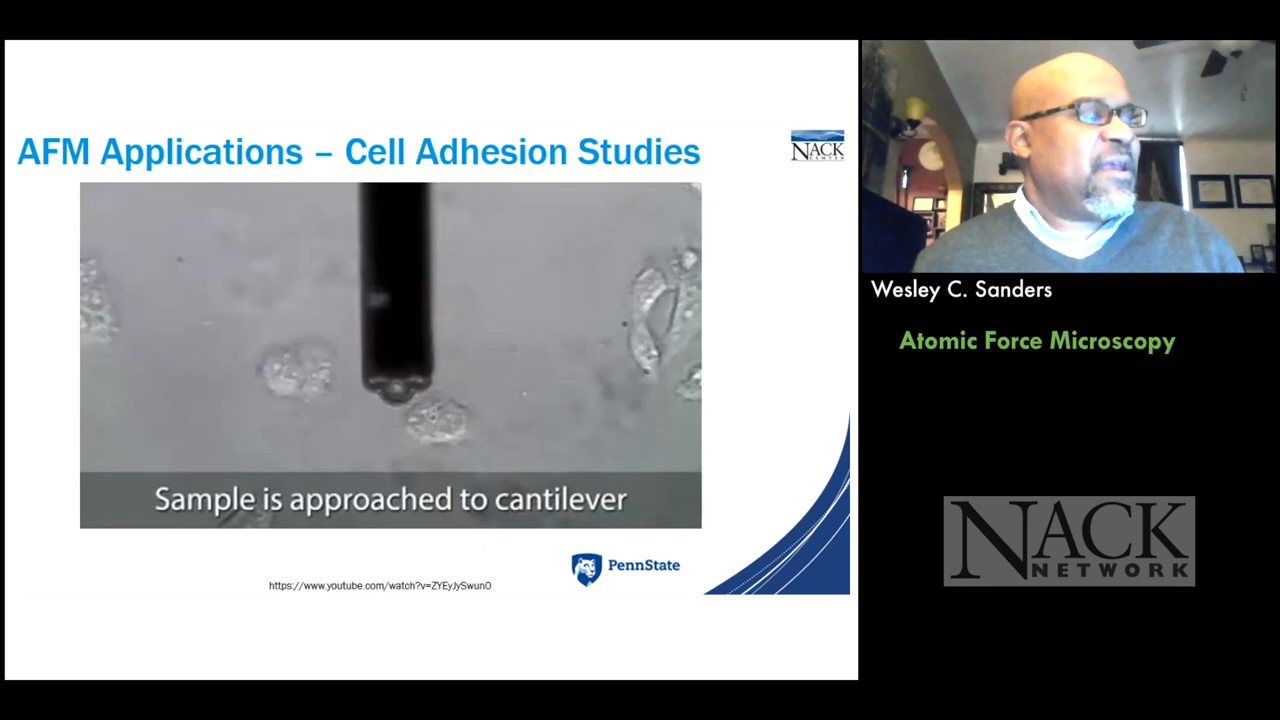 AFM Applications – Cell Adhesion Studies
NACK
CENTER
Sample is approached to cantilever
https://www.youtube.com/watch?v=ZYEyJySwun0
PennState
Wesley C. Sanders
Atomic Force Microscopy
NACK
NETWORK